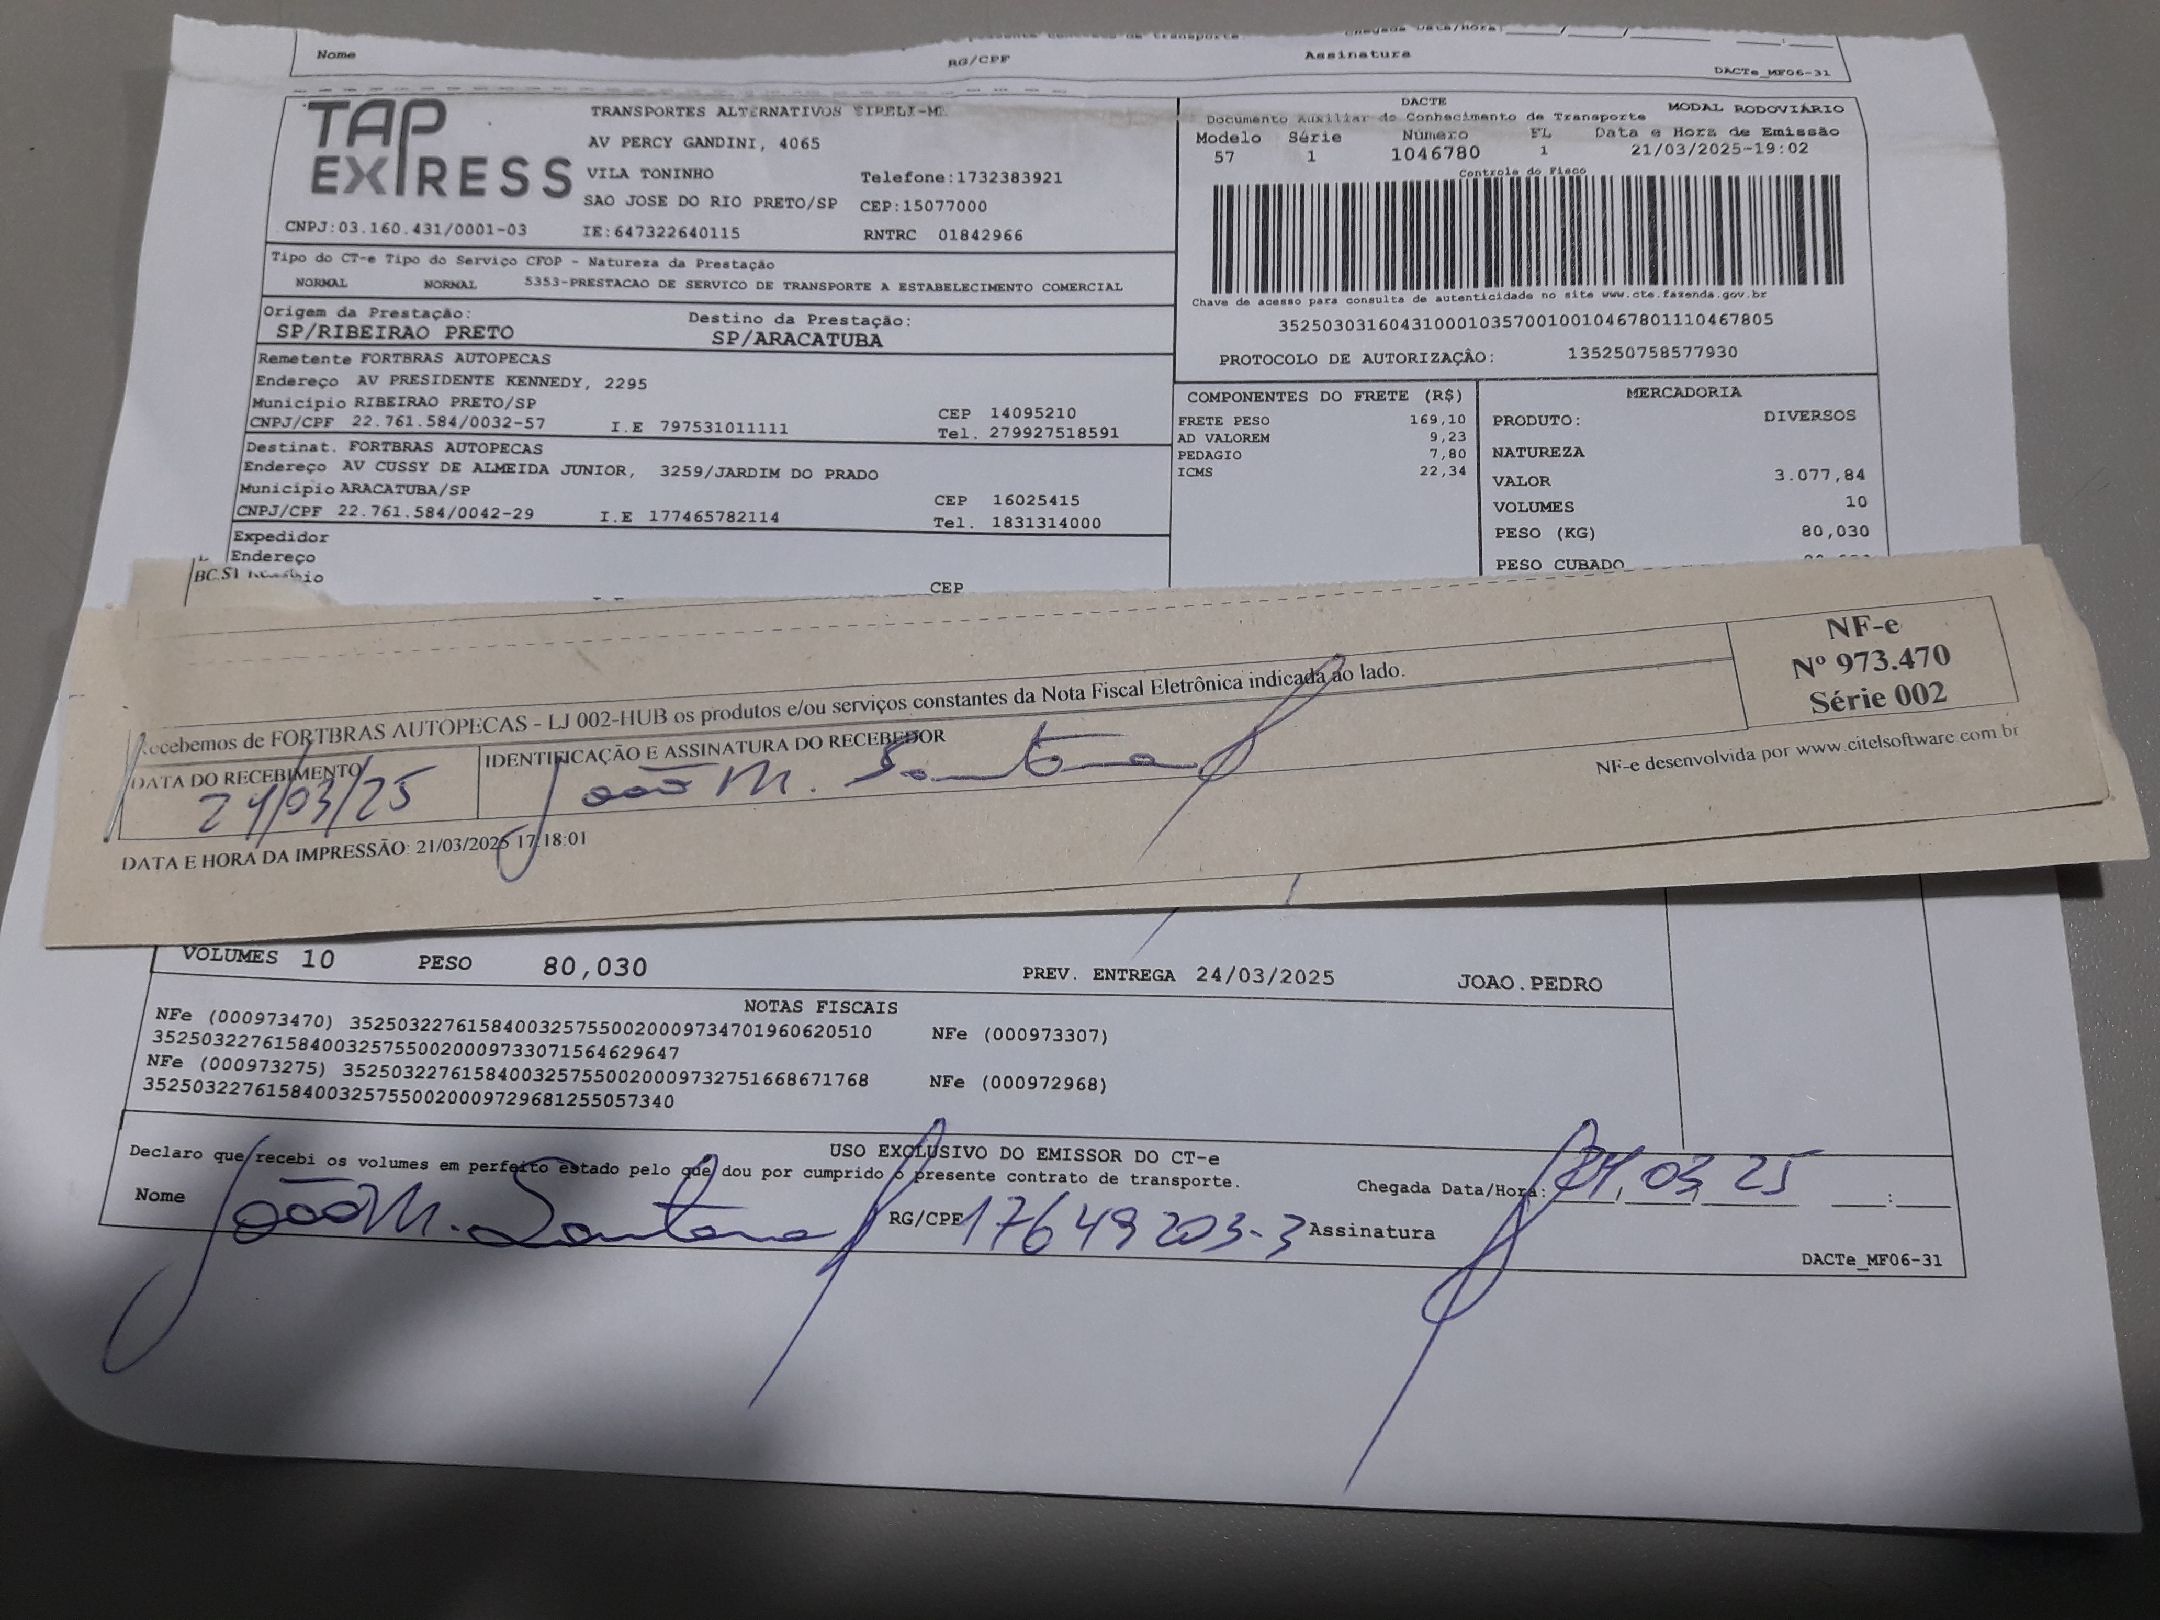 Nome RG/CPF Assinatura
DACTe_MF06-31
TAP
EXPRESS
TRANSPORTES ALTERNATIVOS
AV PERCY GANDINI, 4065
VILA TONINHO Telefone:1732383921
SAO JOSE DO RIO PRETO/SP CEP:15077000
CNPJ:03.160.431/0001-03 IE:647322640115 RNTRC 01842966
DACTE MODAL RODOVIÁRIO
Documento Auxiliar do Conhecimento de Transporte
Modelo Série Número FL Data e Hora de Emissão
57 1 1046780 1 21/03/2025-19:02
Controle do Fisco
Chave de acesso para consulta de autenticidade no site www.cte.fazenda.gov.br
35250303160431000103570010010467801110467805
PROTOCOLO DE AUTORIZAÇÂO: 135250758577930
Tipo do CT-e Tipo do Serviço CFOP - Natureza da Prestação
NORMAL NORMAL 5353-PRESTACAO DE SERVICO DE TRANSPORTE A ESTABELECIMENTO COMERCIAL
Origem da Prestação: Destino da Prestação:
SP/RIBEIRAO PRETO SP/ARACATUBA
Remetente FORTBRAS AUTOPECAS
Endereço AV PRESIDENTE KENNEDY, 2295
Município RIBEIRAO PRETO/SP CEP 14095210
CNPJ/CPF 22.761.584/0032-57 I.E 797531011111 Tel. 279927518591
Destinat. FORTBRAS AUTOPECAS
Endereço AV CUSSY DE ALMEIDA JUNIOR, 3259/JARDIM DO PRADO
Município ARACATUBA/SP CEP 16025415
CNPJ/CPF 22.761.584/0042-29 I.E 177465782114 Tel. 1831314000
Expedidor
Endereço
CEP
COMPONENTES DO FRETE (R$)
FRETE PESO 169,10
AD VALOREM 9,23
PEDAGIO 7,80
ICMS 22,34
MERCADORIA
PRODUTO: DIVERSOS
NATUREZA
VALOR 3.077,84
VOLUMES 10
PESO (KG) 80,030
PESO CUBADO
Recebemos de FORTBRAS AUTOPECAS - LJ 002-HUB os produtos e/ou serviços constantes da Nota Fiscal Eletrônica indicada ao lado.
NF-e
Nº 973.470
Série 002
DATA DO RECEBIMENTO IDENTIFICAÇÃO E ASSINATURA DO RECEBEDOR
24/03/25 João M. Santana
NF-e desenvolvida por www.citelsoftware.com.br
DATA E HORA DA IMPRESSÃO: 21/03/2025 17:18:01
VOLUMES 10 PESO 80,030 PREV. ENTREGA 24/03/2025 JOAO.PEDRO
NOTAS FISCAIS
NFe (000973470) 35250322761584003257550020009734701960620510 NFe (000973307)
35250322761584003257550020009733071564629647
NFe (000973275) 35250322761584003257550020009732751668671768 NFe (000972968)
35250322761584003257550020009729681255057340
USO EXCLUSIVO DO EMISSOR DO CT-e
Declaro que recebi os volumes em perfeito estado pelo que dou por cumprido o presente contrato de transporte.
Chegada Data/Hora: 24,03,25 :
Nome João M. Santana RG/CPF 17649203-3 Assinatura
DACTe_MF06-31